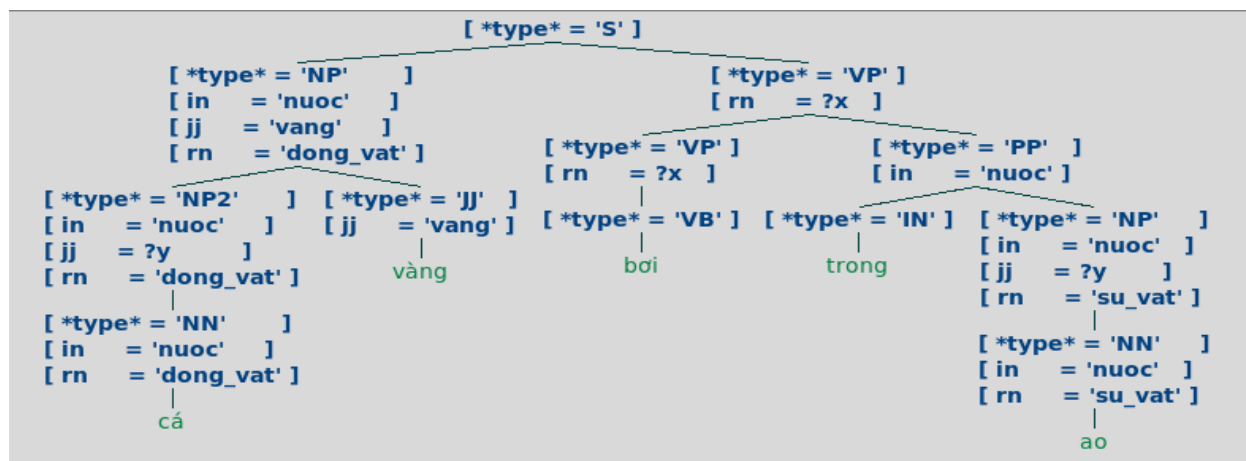 [ *type* = 'S' ]
[ *type* = 'NP' ] [ *type* = 'VP' ]
[ in = 'nuoc' ] [ rn = ?x ]
[ jj = 'vang' ]
[ rn = 'dong_vat' ] [ *type* = 'VP' ] [ *type* = 'PP' ]
[ rn = ?x ] [ in = 'nuoc' ]
[ *type* = 'NP2' ] [ *type* = 'JJ' ]
[ in = 'nuoc' ] [ jj = 'vang' ] [ *type* = 'VB' ] [ *type* = 'IN' ] [ *type* = 'NP' ]
[ jj = ?y ] [ in = 'nuoc' ]
[ rn = 'dong_vat' ] vàng bơi trong [ jj = ?y ]
[ rn = 'su_vat' ]
[ *type* = 'NN' ]
[ in = 'nuoc' ] [ *type* = 'NN' ]
[ rn = 'dong_vat' ] [ in = 'nuoc' ]
[ rn = 'su_vat' ]
cá
ao